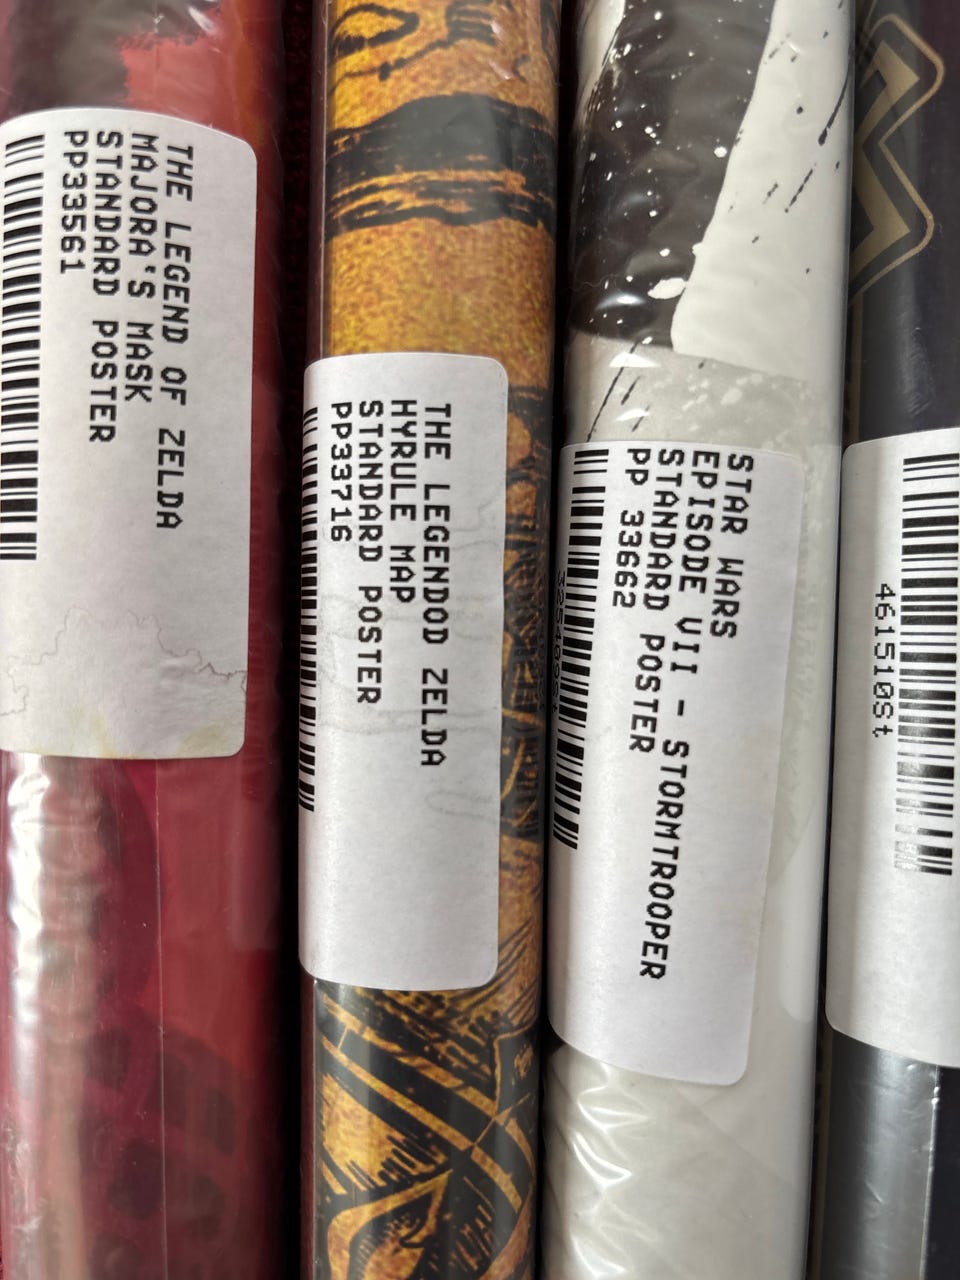 THE LEGEND OF ZELDA
MAJORA'S MASK
STANDARD POSTER
PP33561
THE LEGENDOD ZELDA
HYRULE MAP
STANDARD POSTER
PP33716
STAR WARS
EPISODE VII - STORMTROOPER
STANDARD POSTER
PP 33662
461510St